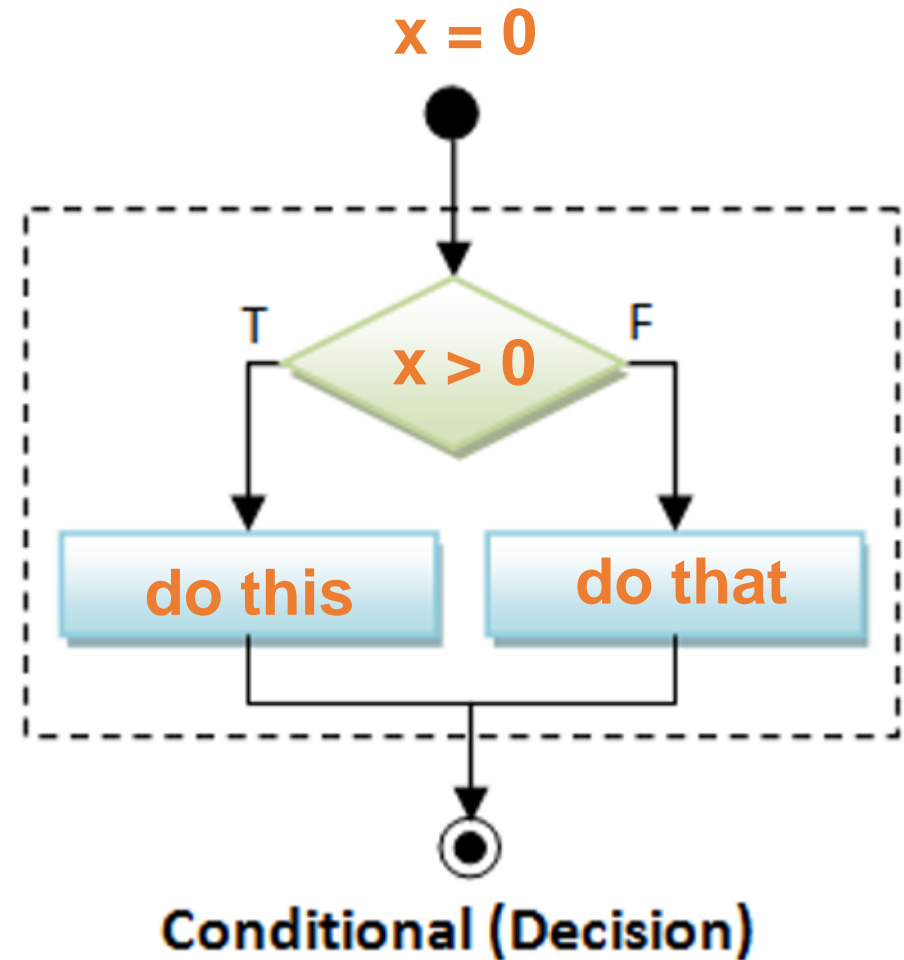 x = 0
T
F
x > 0
do this
do that
Conditional (Decision)